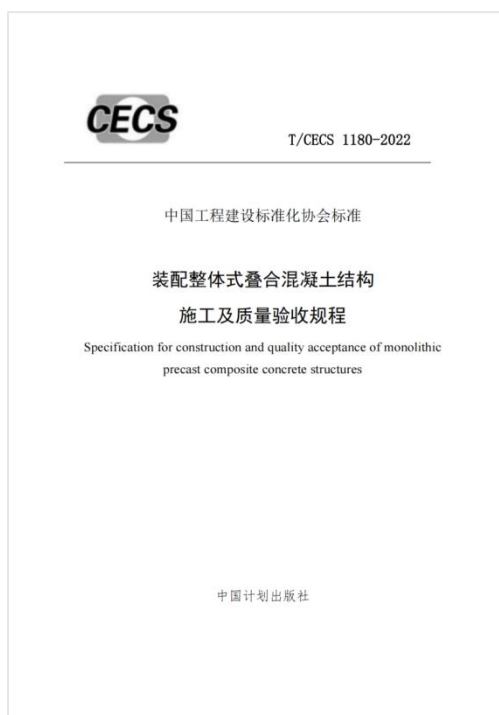 CECS
T/CECS 1180-2022
中国工程建设标准化协会标准
装配整体式叠合混凝土结构
施工及质量验收规程
Specification for construction and quality acceptance of monolithic
precast composite concrete structures
中国计划出版社